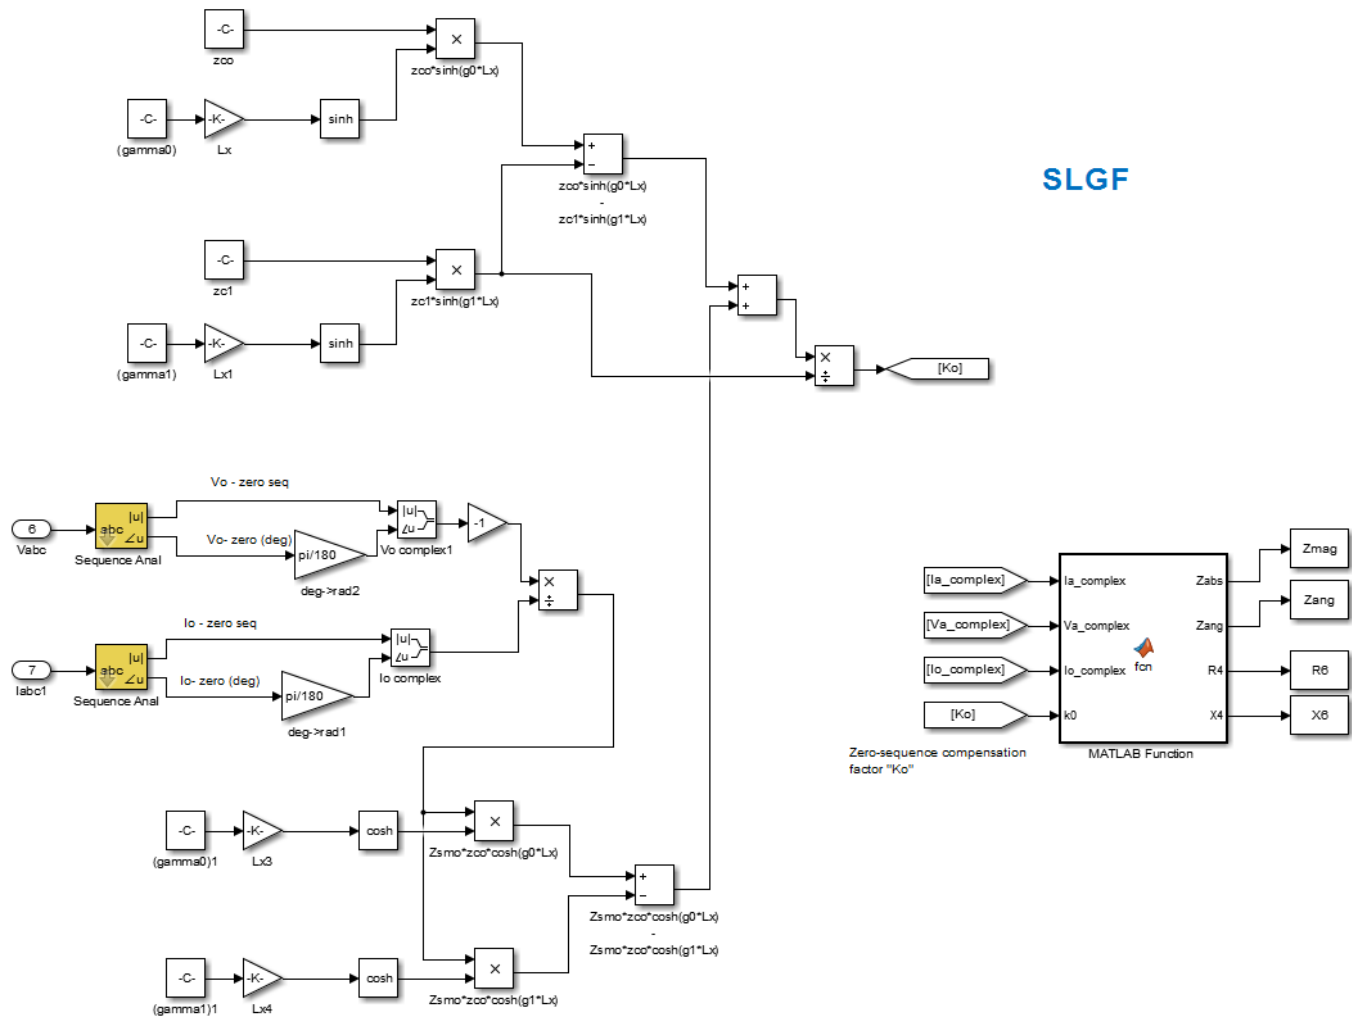 -C-
zco
×
zco*sinh(g0*Lx)
-C-
(gamma0)
-K-
Lx
sinh
+
−
zco*sinh(g0*Lx)
-
zc1*sinh(g1*Lx)
SLGF
-C-
zc1
×
zc1*sinh(g1*Lx)
-C-
(gamma1)
-K-
Lx1
sinh
+
+
×
÷
[Ko]
6
Vabc
abc
|u|
∠u
Sequence Anal
Vo - zero seq
Vo- zero (deg)
pi/180
deg->rad2
|u|
∠u
Vo complex1
-1
×
÷
7
Iabc1
abc
|u|
∠u
Sequence Anal
Io - zero seq
Io- zero (deg)
pi/180
deg->rad1
|u|
∠u
Io complex
[Ia_complex]
[Va_complex]
[Io_complex]
[Ko]
Zero-sequence compensation
factor "Ko"
Ia_complex
Va_complex
Io_complex
k0
fcn
Zabs
Zang
R4
X4
MATLAB Function
Zmag
Zang
R6
X6
-C-
(gamma0)1
-K-
Lx3
cosh
×
Zsmo*zco*cosh(g0*Lx)
+
−
Zsmo*zco*cosh(g0*Lx)
-
Zsmo*zco*cosh(g1*Lx)
-C-
(gamma1)1
-K-
Lx4
cosh
×
Zsmo*zco*cosh(g1*Lx)